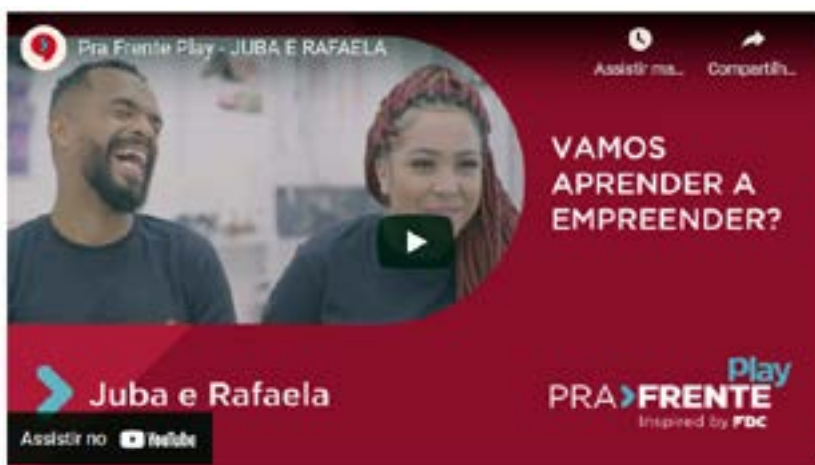 Pra Frente Play - JUBA E RAFAELA
Assistir ma...
Compartilh...
VAMOS
APRENDER A
EMPREENDER?
Juba e Rafaela
Play
PRA FRENTE
Inspired by FDC
Assistir no YouTube